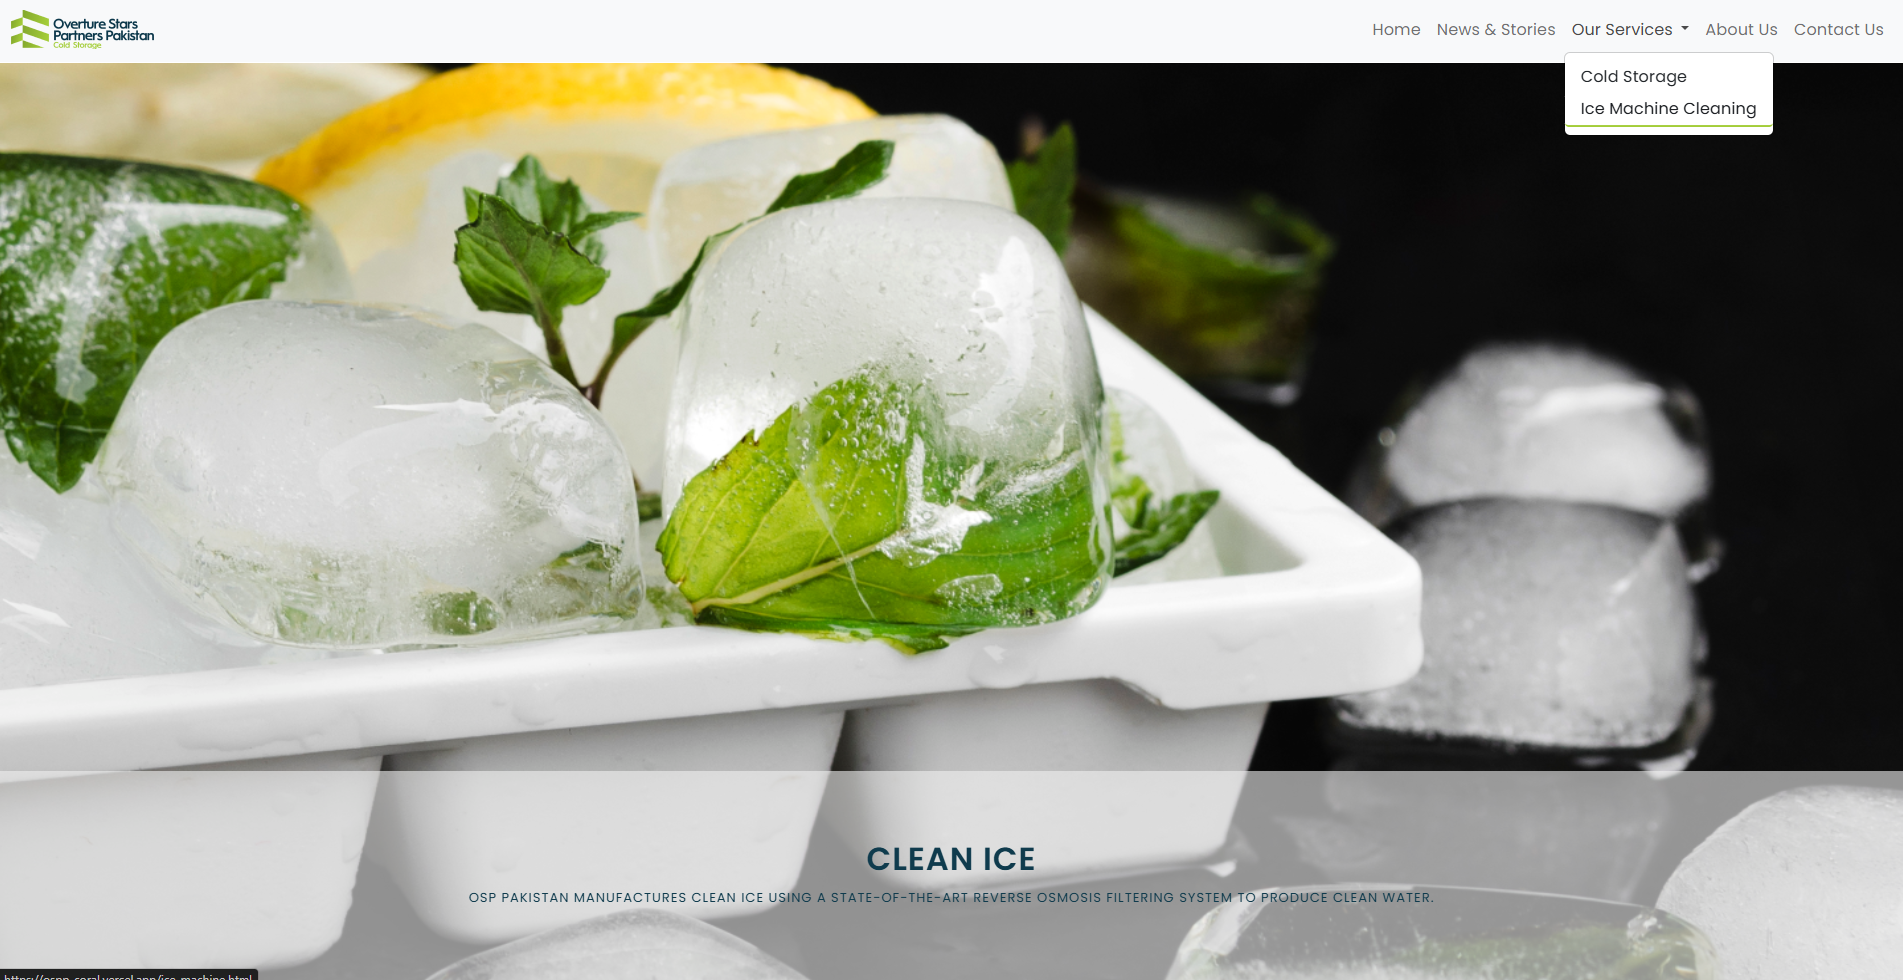 Overture Stars
Partners Pakistan
Cold Storage
Home News & Stories Our Services About Us Contact Us
Cold Storage
Ice Machine Cleaning
CLEAN ICE
OSP PAKISTAN MANUFACTURES CLEAN ICE USING A STATE-OF-THE-ART REVERSE OSMOSIS FILTERING SYSTEM TO PRODUCE CLEAN WATER.